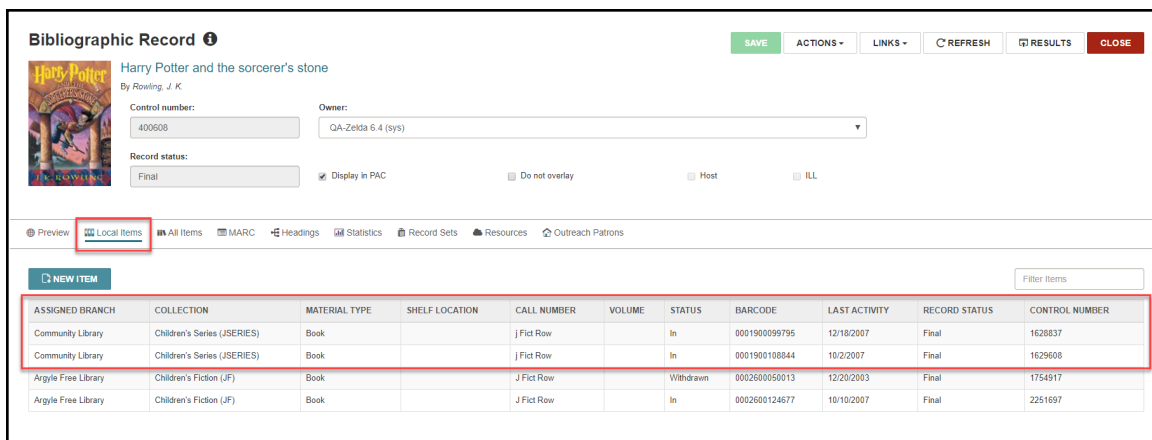 Bibliographic Record
SAVE ACTIONS LINKS REFRESH RESULTS CLOSE
Harry Potter
Harry Potter and the sorcerer's stone
By Rowling, J. K.
Control number: Owner:
400608 QA-Zelda 6.4 (sys)
Record status:
Final Display in PAC Do not overlay Host ILL
J. K. ROWLING
Preview Local Items All Items MARC Headings Statistics Record Sets Resources Outreach Patrons
NEW ITEM Filter Items
ASSIGNED BRANCH COLLECTION MATERIAL TYPE SHELF LOCATION CALL NUMBER VOLUME STATUS BARCODE LAST ACTIVITY RECORD STATUS CONTROL NUMBER
Community Library Children's Series (JSERIES) Book j Fict Row In 0001900099795 12/18/2007 Final 1628837
Community Library Children's Series (JSERIES) Book j Fict Row In 0001900108844 10/2/2007 Final 1629608
Argyle Free Library Children's Fiction (JF) Book J Fict Row Withdrawn 0002600050013 12/20/2003 Final 1754917
Argyle Free Library Children's Fiction (JF) Book J Fict Row In 0002600124677 10/10/2007 Final 2251697